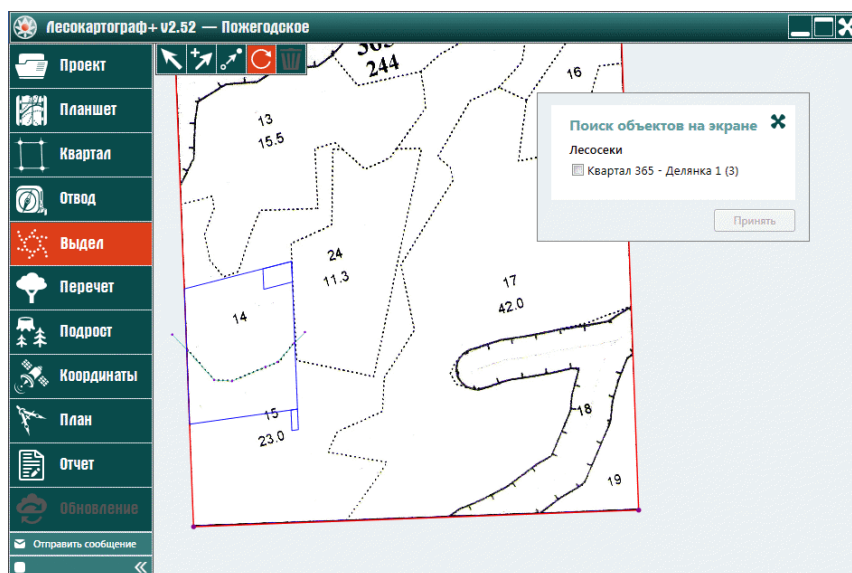 Лесокартограф+ v2.52 — Пожегодское
Проект
Планшет
Квартал
Отвод
Выдел
Перечет
Подрост
Координаты
План
Отчет
Обновление
Отправить сообщение
244
16
13
15.5
24
11.3
14
17
42.0
15
23.0
18
19
Поиск объектов на экране
Лесосеки
Квартал 365 - Делянка 1 (3)
Принять